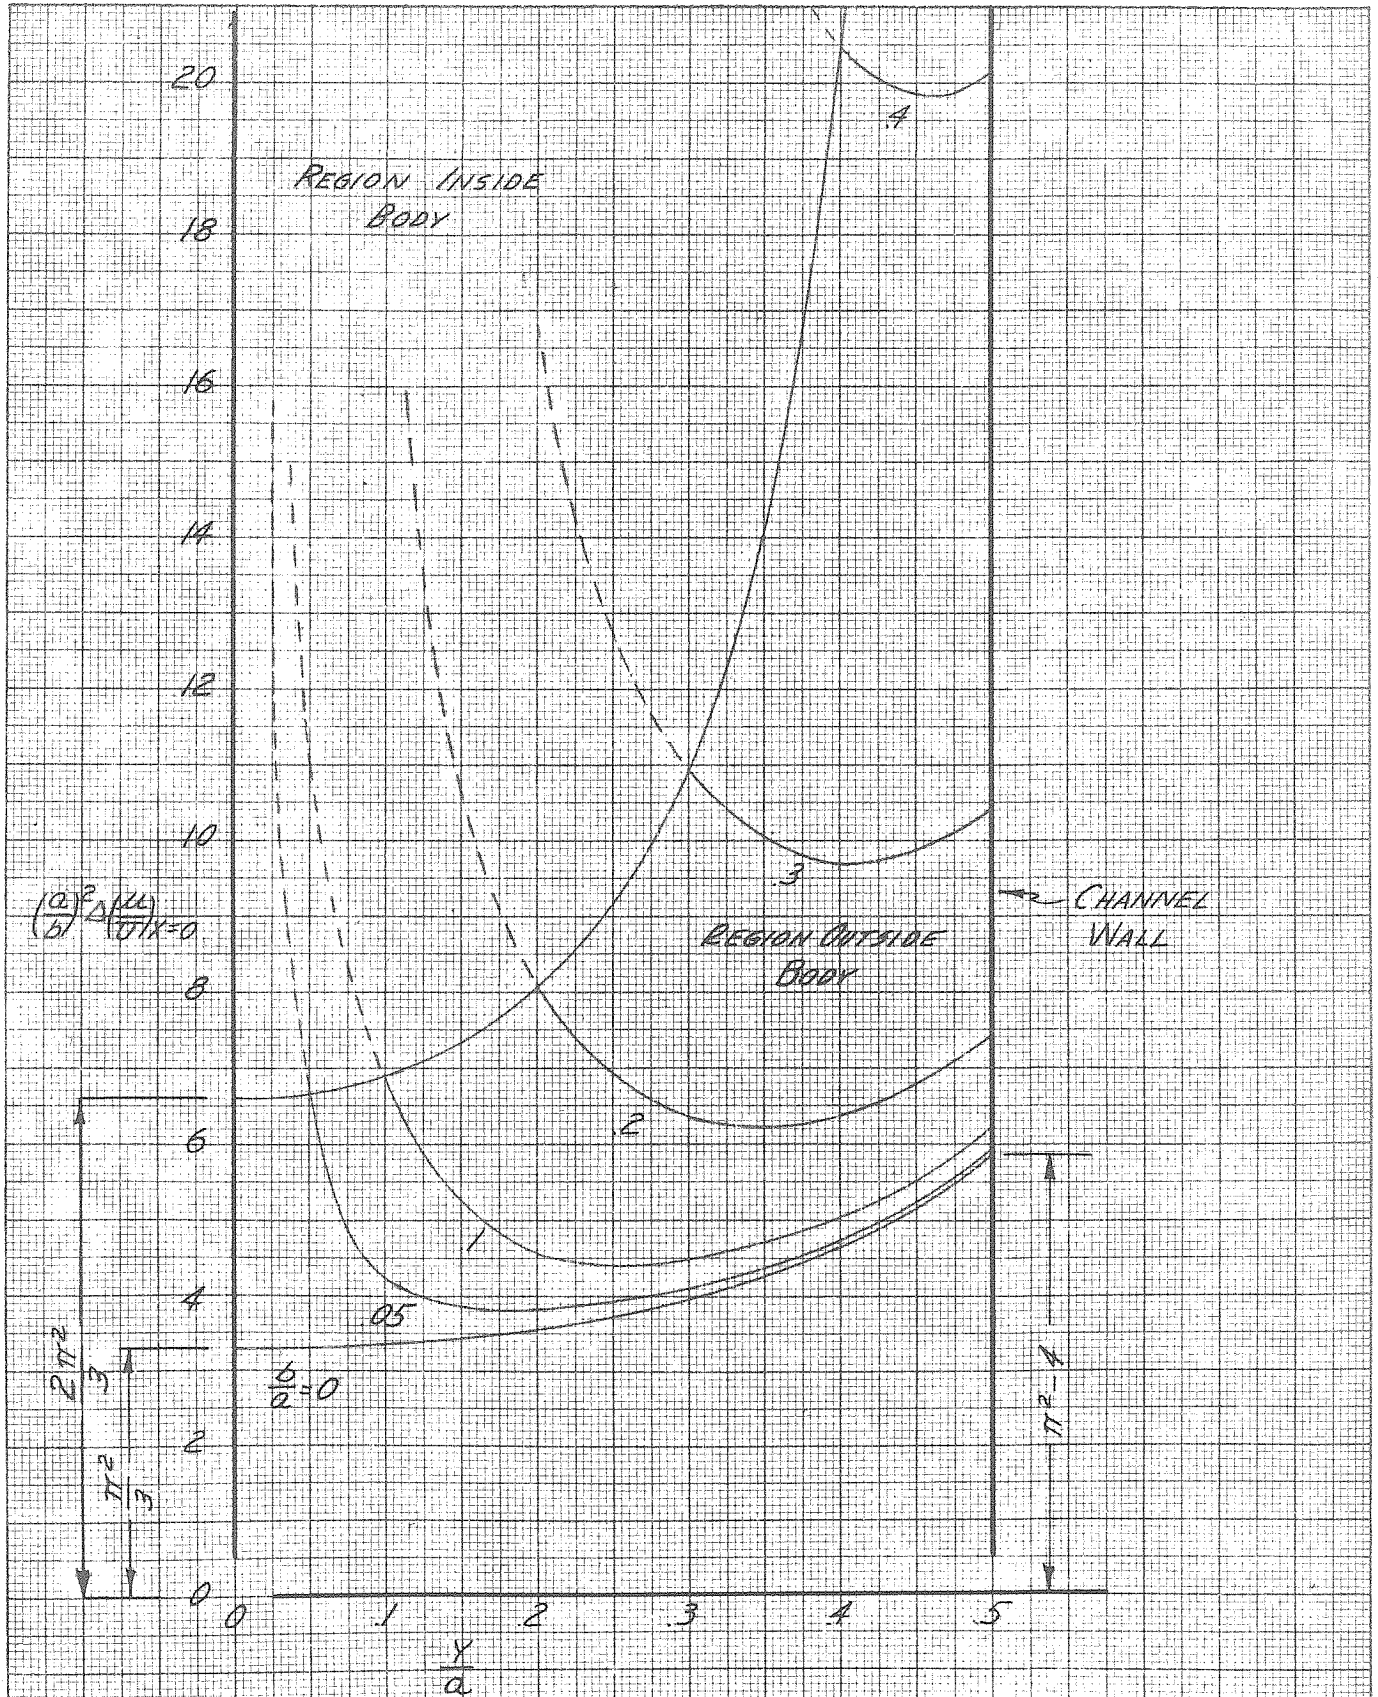 20
REGION INSIDE
BODY
18
16
14
12
10
(a/b)² Δ(u/U)x=0
8
6
4
2
0
.4
.3
CHANNEL
WALL
REGION OUTSIDE
BODY
.2
.1
.05
b/a = 0
2π²/3
π²/3
π²-4
0 .1 .2 .3 .4 .5
Y/a